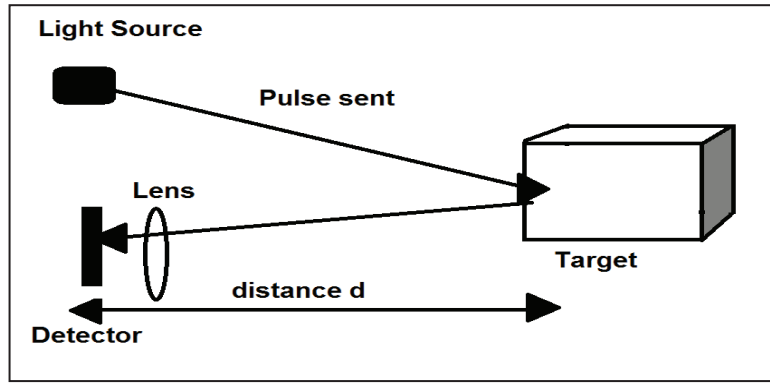 Light Source
Pulse sent
Lens
Target
distance d
Detector